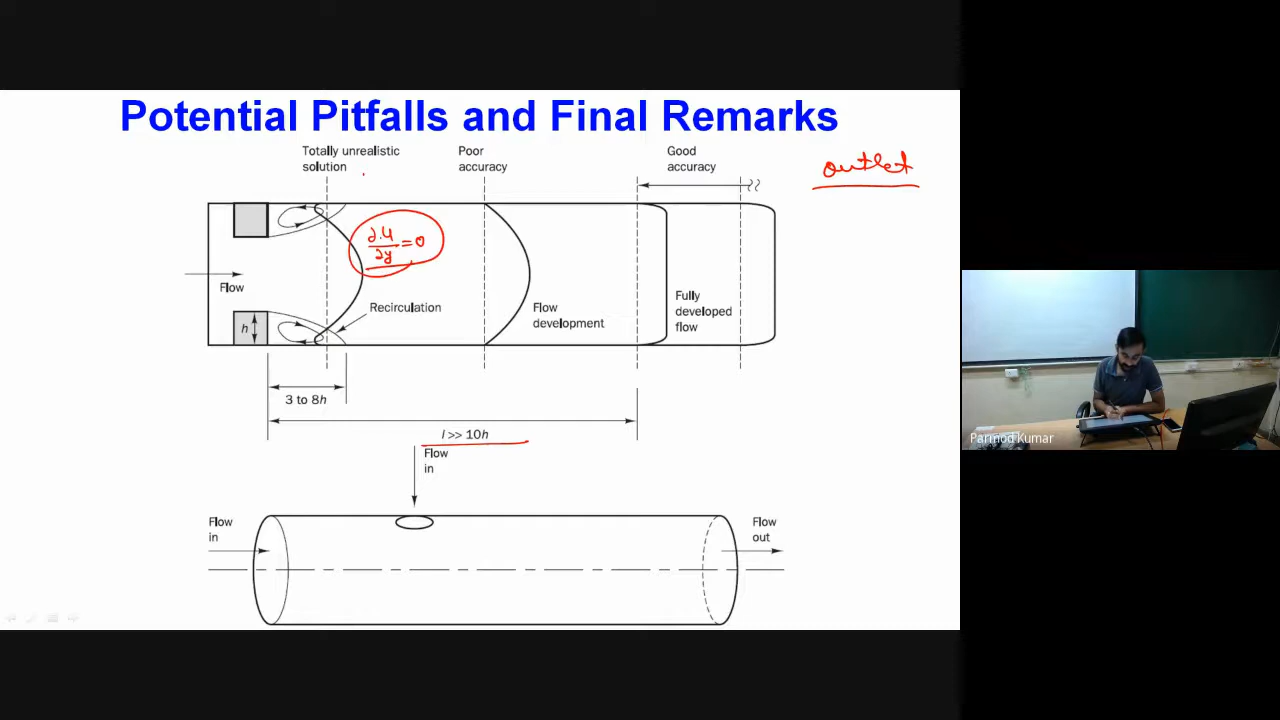 Potential Pitfalls and Final Remarks
Totally unrealistic
solution
Poor
accuracy
Good
accuracy
outlet
∂u/∂y = 0
Flow
Recirculation
Flow
development
Fully
developed
flow
h
3 to 8h
l >> 10h
Flow
in
Flow
in
Flow
out
Parmod Kumar